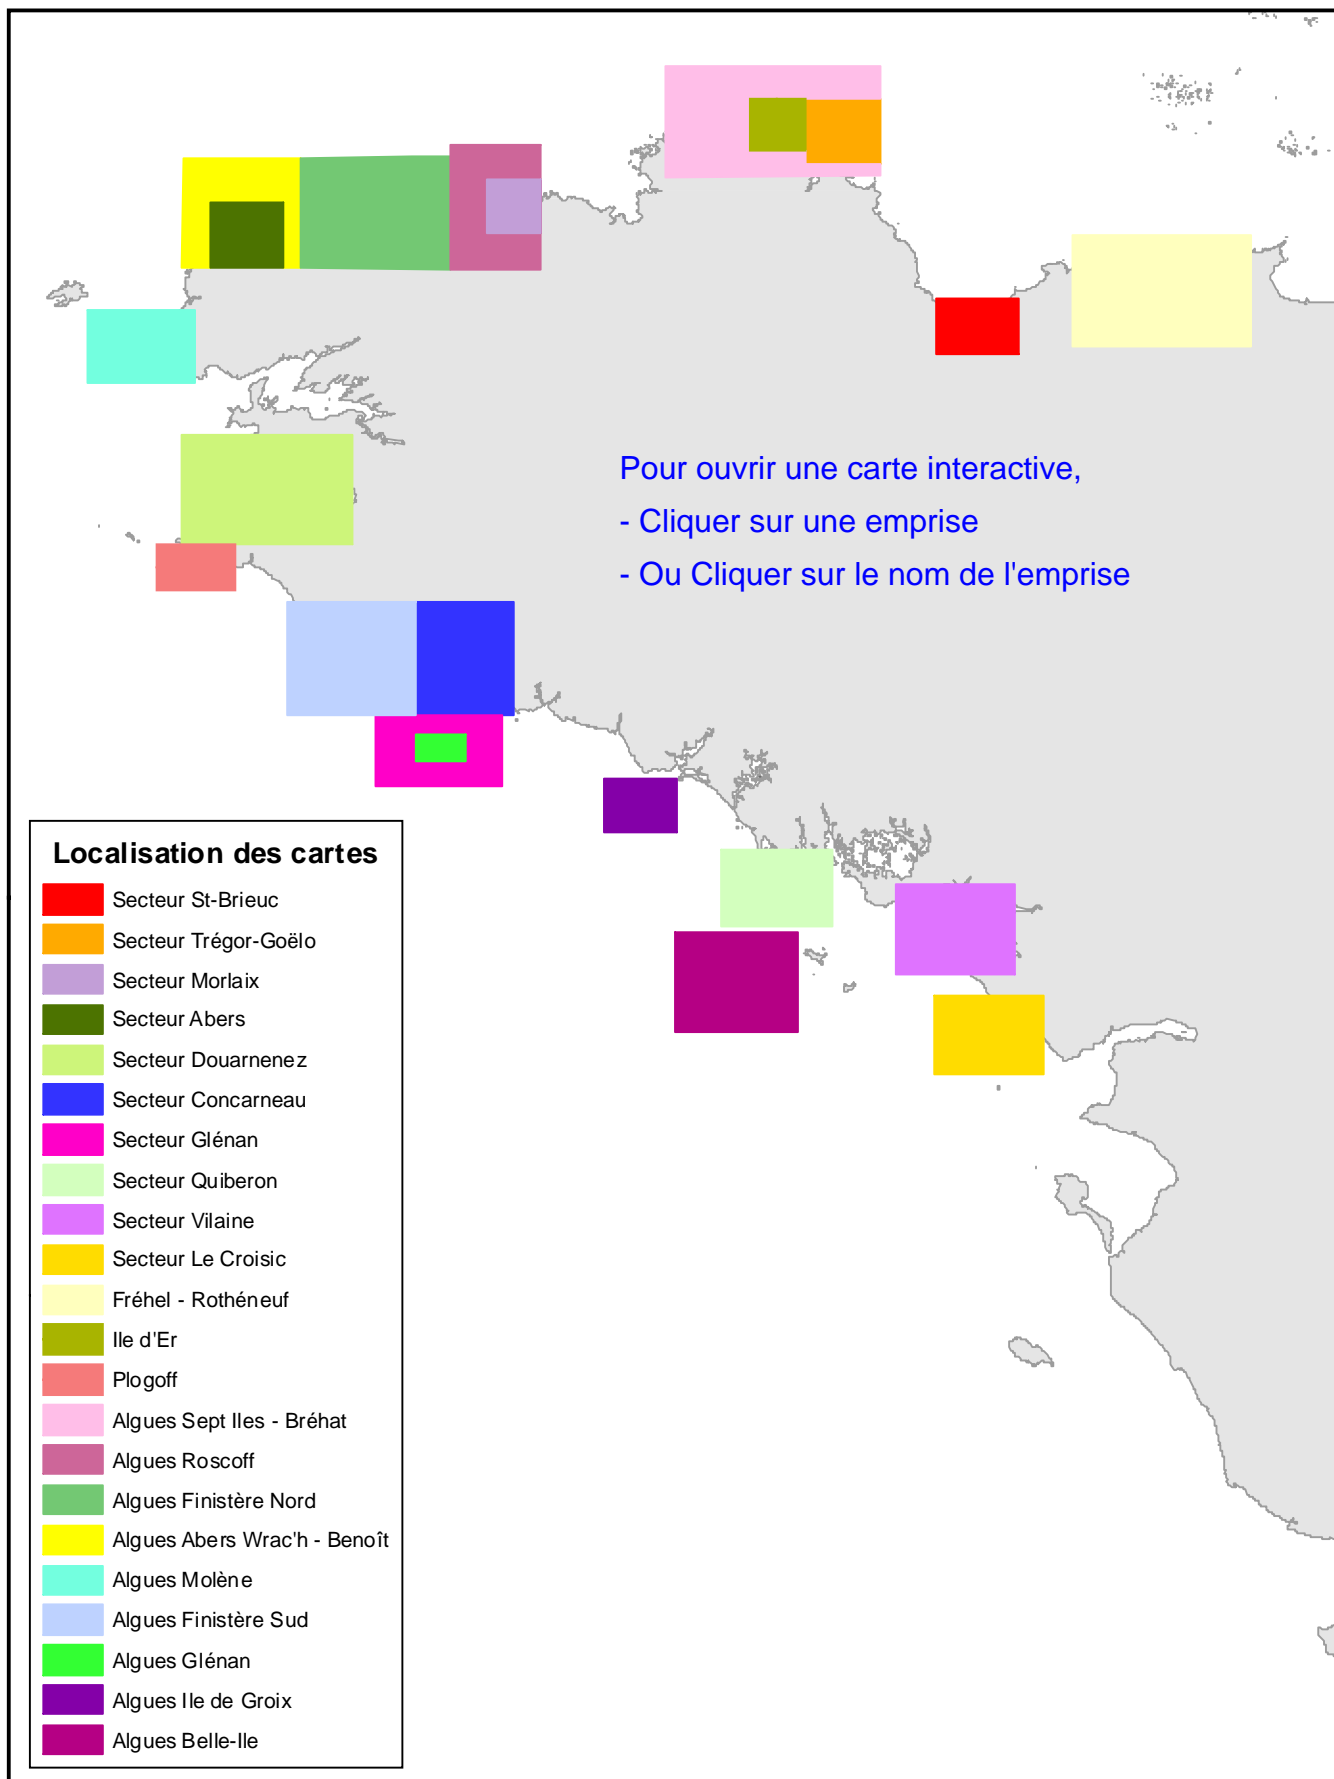 Pour ouvrir une carte interactive,
- Cliquer sur une emprise
- Ou Cliquer sur le nom de l'emprise
Localisation des cartes
Secteur St-Brieuc
Secteur Trégor-Goëlo
Secteur Morlaix
Secteur Abers
Secteur Douarnenez
Secteur Concarneau
Secteur Glénan
Secteur Quiberon
Secteur Vilaine
Secteur Le Croisic
Fréhel - Rothéneuf
Ile d'Er
Plogoff
Algues Sept Iles - Bréhat
Algues Roscoff
Algues Finistère Nord
Algues Abers Wrac'h - Benoît
Algues Molène
Algues Finistère Sud
Algues Glénan
Algues Ile de Groix
Algues Belle-Ile